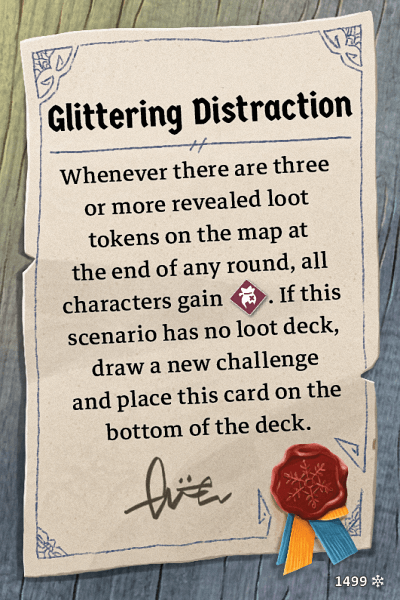 Glittering Distraction
Whenever there are three
or more revealed loot
tokens on the map at
the end of any round, all
characters gain . If this
scenario has no loot deck,
draw a new challenge
and place this card on the
bottom of the deck.
1499